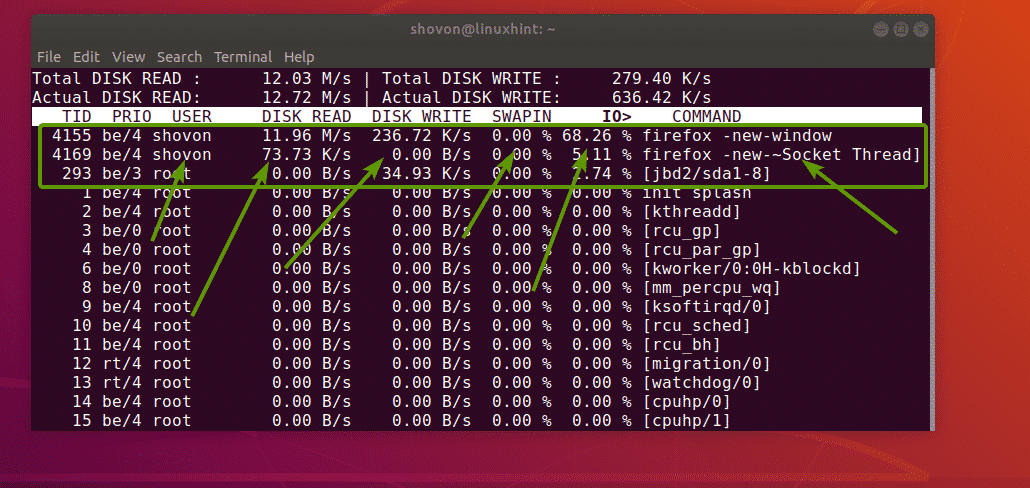 shovon@linuxhint: ~
File Edit View Search Terminal Help
Total DISK READ : 12.03 M/s | Total DISK WRITE : 279.40 K/s
Actual DISK READ: 12.72 M/s | Actual DISK WRITE: 636.42 K/s
TID PRIO USER DISK READ DISK WRITE SWAPIN IO> COMMAND
4155 be/4 shovon 11.96 M/s 236.72 K/s 0.00 % 68.26 % firefox -new-window
4169 be/4 shovon 73.73 K/s 0.00 B/s 0.00 % 5.11 % firefox -new-~Socket Thread]
293 be/3 root 0.00 B/s 34.93 K/s 0.00 % 2.74 % [jbd2/sda1-8]
1 be/4 root 0.00 B/s 0.00 B/s 0.00 % 0.00 % init splash
2 be/4 root 0.00 B/s 0.00 B/s 0.00 % 0.00 % [kthreadd]
3 be/0 root 0.00 B/s 0.00 B/s 0.00 % 0.00 % [rcu_gp]
4 be/0 root 0.00 B/s 0.00 B/s 0.00 % 0.00 % [rcu_par_gp]
6 be/0 root 0.00 B/s 0.00 B/s 0.00 % 0.00 % [kworker/0:0H-kblockd]
8 be/0 root 0.00 B/s 0.00 B/s 0.00 % 0.00 % [mm_percpu_wq]
9 be/4 root 0.00 B/s 0.00 B/s 0.00 % 0.00 % [ksoftirqd/0]
10 be/4 root 0.00 B/s 0.00 B/s 0.00 % 0.00 % [rcu_sched]
11 be/4 root 0.00 B/s 0.00 B/s 0.00 % 0.00 % [rcu_bh]
12 rt/4 root 0.00 B/s 0.00 B/s 0.00 % 0.00 % [migration/0]
13 rt/4 root 0.00 B/s 0.00 B/s 0.00 % 0.00 % [watchdog/0]
14 be/4 root 0.00 B/s 0.00 B/s 0.00 % 0.00 % [cpuhp/0]
15 be/4 root 0.00 B/s 0.00 B/s 0.00 % 0.00 % [cpuhp/1]